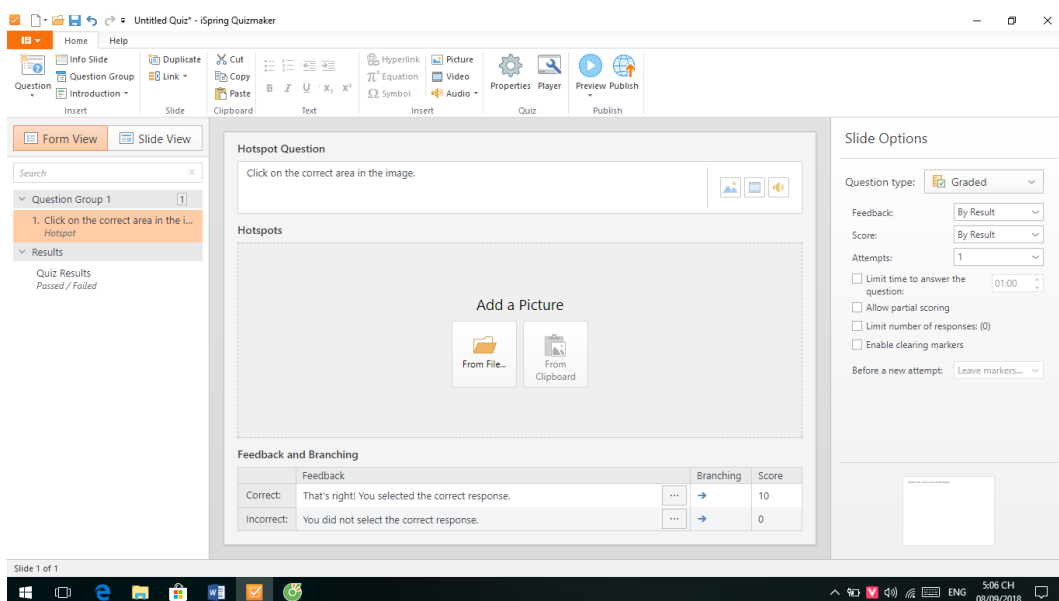 Untitled Quiz* - iSpring Quizmaker
Home Help
Info Slide Duplicate Cut Hyperlink Picture
Question Group Link Copy π Equation Video
Question Introduction Paste B I U X₂ X² Ω Symbol Audio Properties Player Preview Publish
Insert Slide Clipboard Text Insert Quiz Publish
Form View Slide View
Search
Question Group 1 1
1. Click on the correct area in the i...
Hotspot
Results
Quiz Results
Passed / Failed
Hotspot Question
Click on the correct area in the image.
Hotspots
Add a Picture
From File...
From
Clipboard
Feedback and Branching
Feedback Branching Score
Correct: That's right! You selected the correct response. ... 10
Incorrect: You did not select the correct response. ... 0
Slide Options
Question type: Graded
Feedback: By Result
Score: By Result
Attempts: 1
Limit time to answer the
question: 01:00
Allow partial scoring
Limit number of responses: (0)
Enable clearing markers
Before a new attempt: Leave markers...
Slide 1 of 1
ENG
5:06 CH
08/09/2018